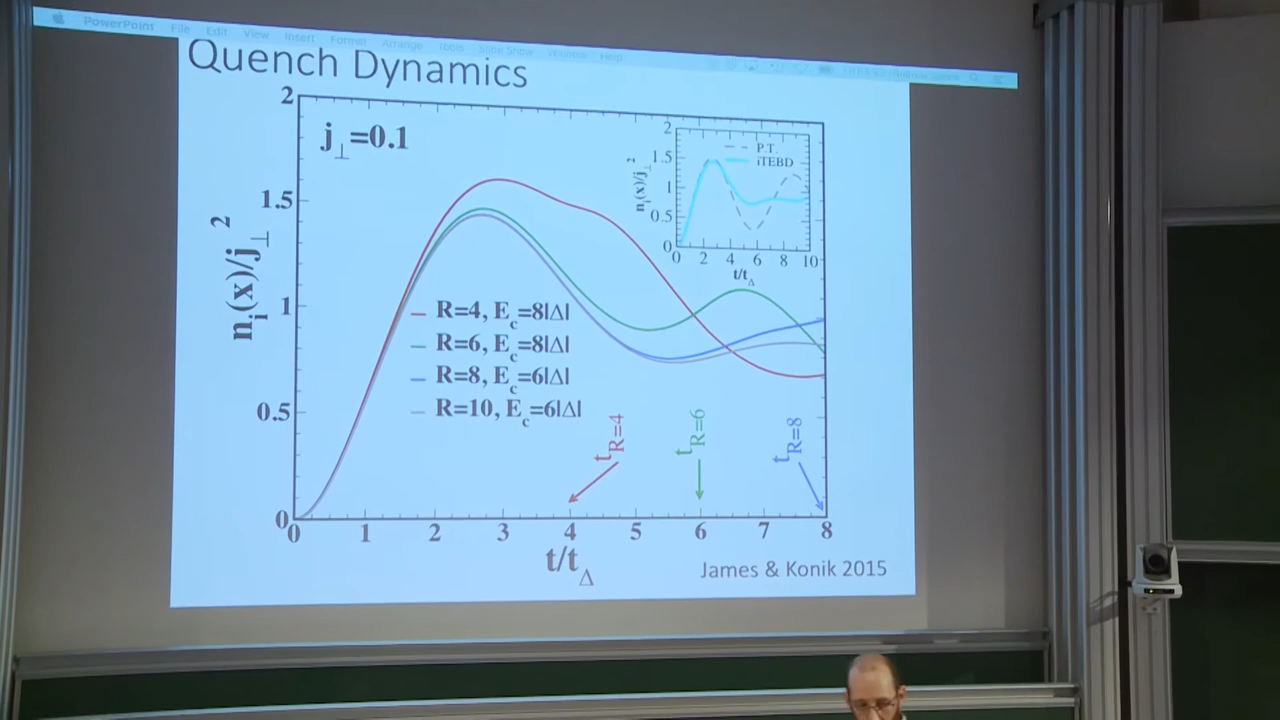 PowerPoint File Edit View Insert Format Arrange Tools Slide Show Window Help
Quench Dynamics
j⊥=0.1
n_i(x)/j⊥²
2
1.5
1
0.5
0
R=4, E_c=8|Δ|
R=6, E_c=8|Δ|
R=8, E_c=6|Δ|
R=10, E_c=6|Δ|
n_i(x)/j⊥²
2
1.5
1
0.5
0
P.T.
iTEBD
0 2 4 6 8 10
t/t_Δ
t_R=4
t_R=6
t_R=8
0 1 2 3 4 5 6 7 8
t/t_Δ
James & Konik 2015